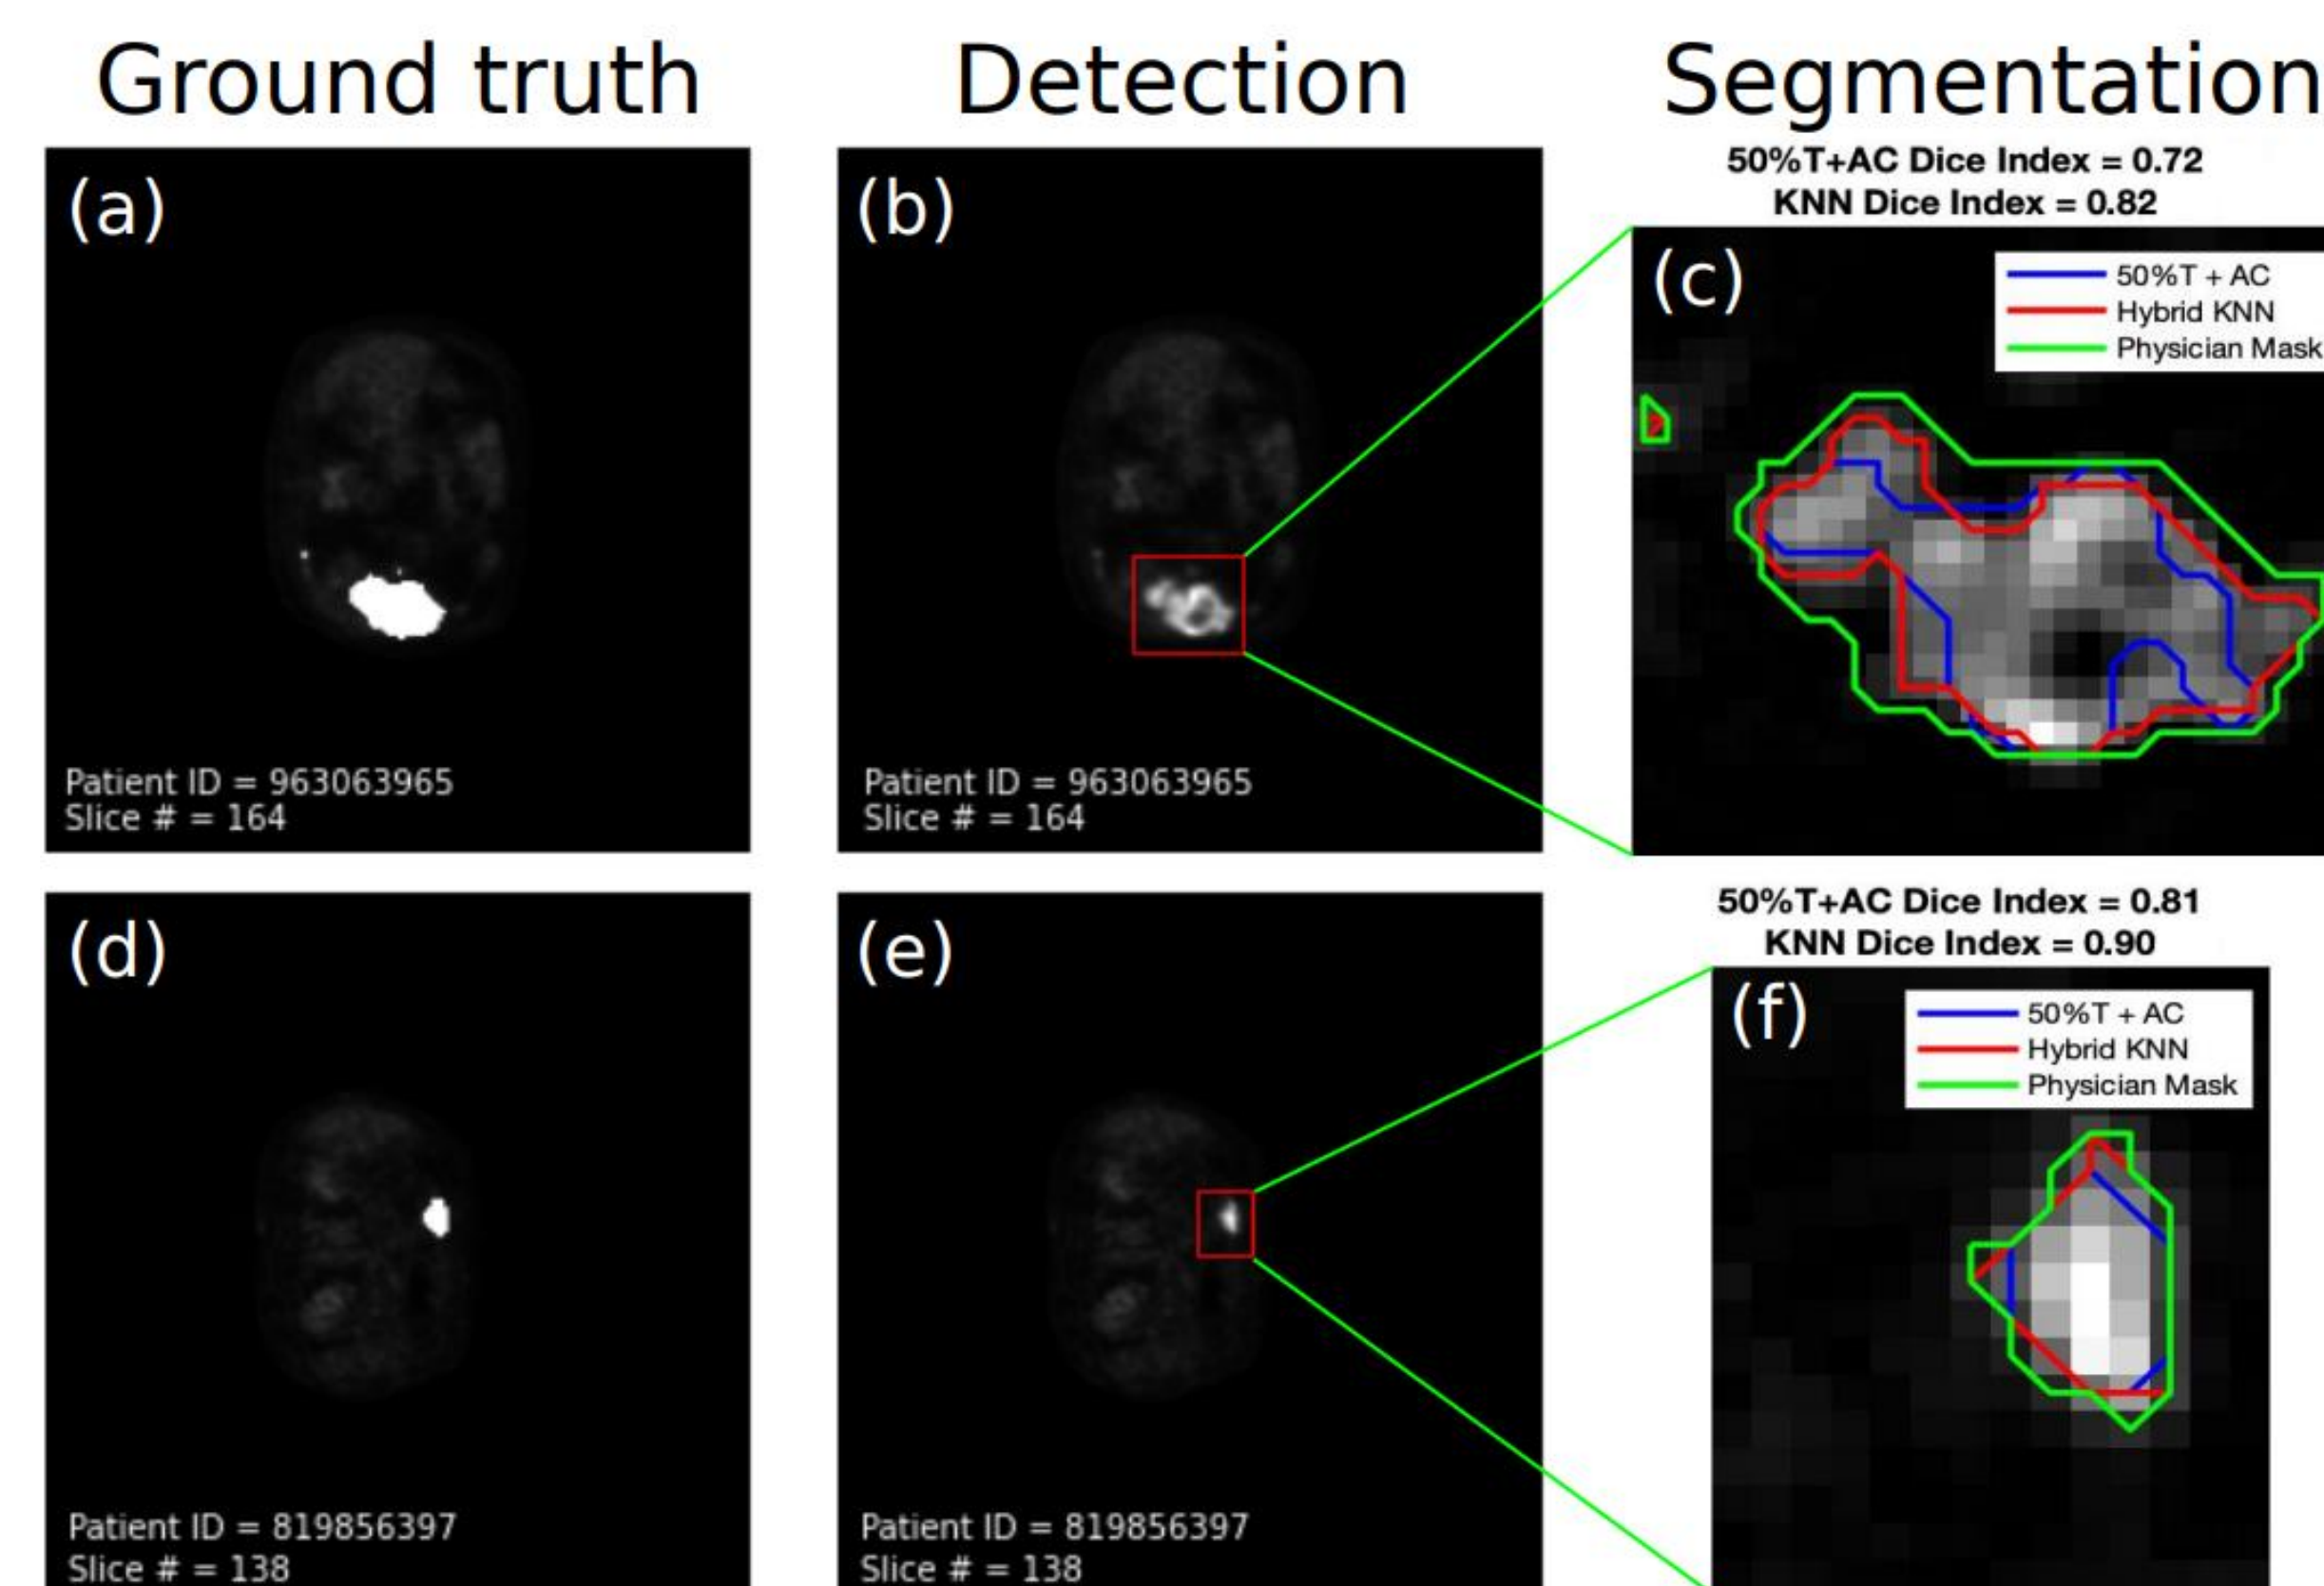 Ground truth
Detection
Segmentation
50%T+AC Dice Index = 0.72
KNN Dice Index = 0.82
(a)
(b)
(c)
50%T + AC
Hybrid KNN
Physician Mask
Patient ID = 963063965
Slice # = 164
Patient ID = 963063965
Slice # = 164
50%T+AC Dice Index = 0.81
KNN Dice Index = 0.90
(d)
(e)
(f)
50%T + AC
Hybrid KNN
Physician Mask
Patient ID = 819856397
Slice # = 138
Patient ID = 819856397
Slice # = 138